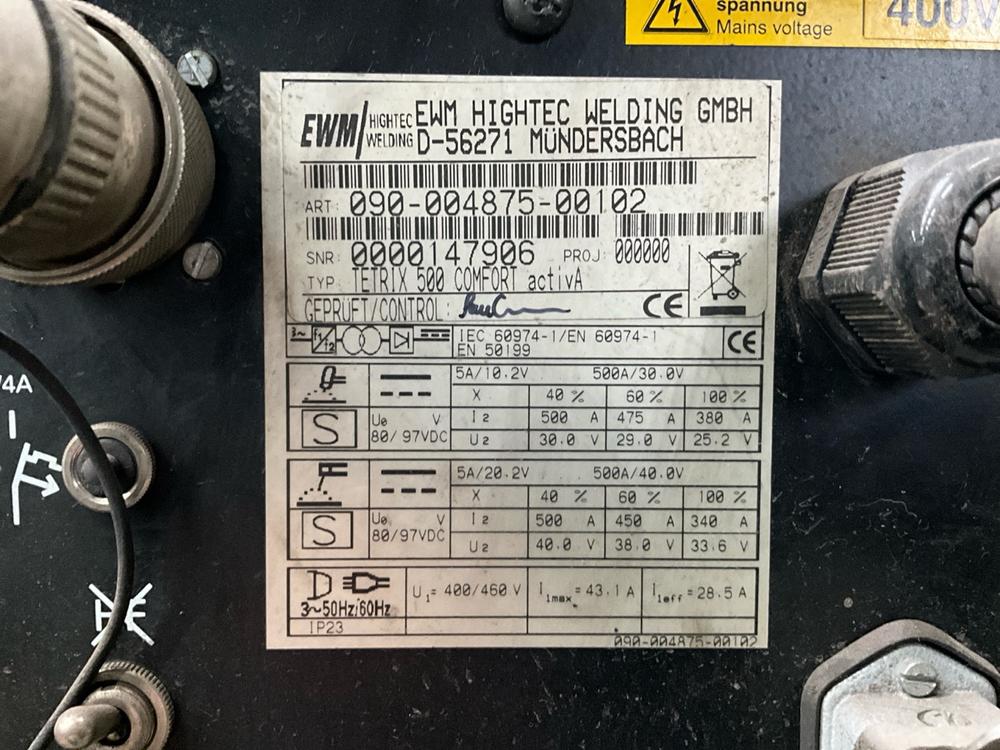 spannung
Mains voltage
400V
EWM HIGHTEC WELDING
EWM HIGHTEC WELDING GMBH
D-56271 MÜNDERSBACH
ART: 090-004875-00102
SNR: 0000147906 PROJ: 000000
TYP: TETRIX 500 COMFORT activA
GEPRÜFT/CONTROL: CE
3~ f1/f2 IEC 60974-1/EN 60974-1 CE
EN 50199
5A/10.2V 500A/30.0V
X 40 % 60 % 100 %
S U0 V I2 500 A 475 A 380 A
80/97VDC U2 30.0 V 29.0 V 25.2 V
5A/20.2V 500A/40.0V
X 40 % 60 % 100 %
S U0 V I2 500 A 450 A 340 A
80/97VDC U2 40.0 V 38.0 V 33.6 V
3~50Hz/60Hz U1= 400/460 V I1max= 43.1 A I1eff= 28.5 A
IP23
090-004875-00102
/4A
HF